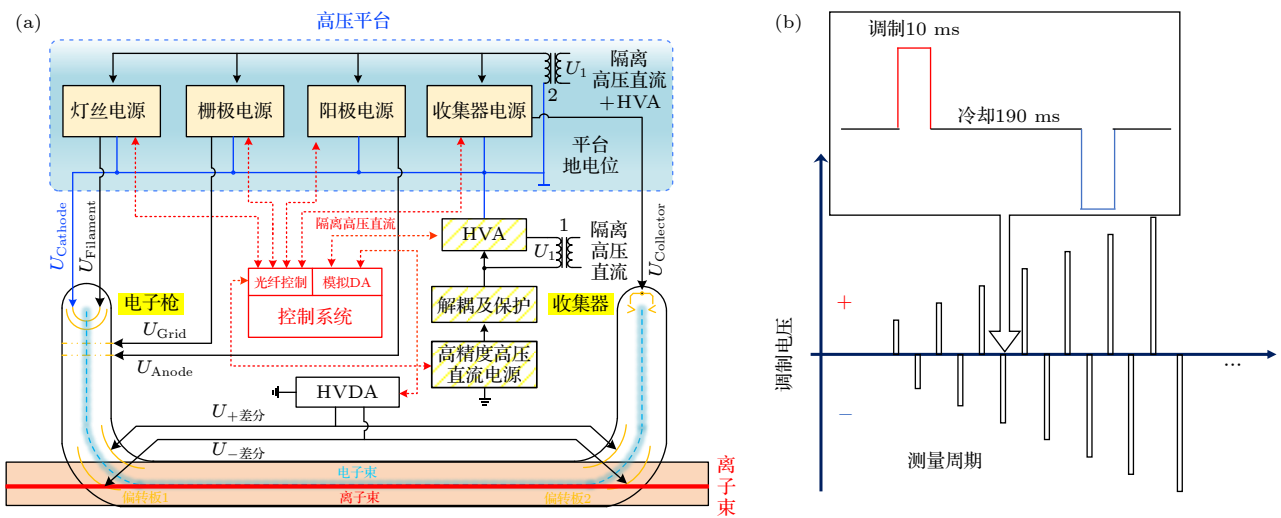 (a)
高压平台
U1
2
隔离
高压直流
+HVA
灯丝电源
栅极电源
阳极电源
收集器电源
平台
地电位
UCathode
UFilament
隔离高压直流
HVA
1
U1
隔离
高压
直流
UCollector
光纤控制
模拟DA
控制系统
电子枪
解耦及保护
收集器
UGrid
UAnode
高精度高压
直流电源
HVDA
U+差分
U−差分
电子束
偏转板1
离子束
偏转板2
离子束
(b)
调制10 ms
冷却190 ms
+
调制电压
−
...
测量周期